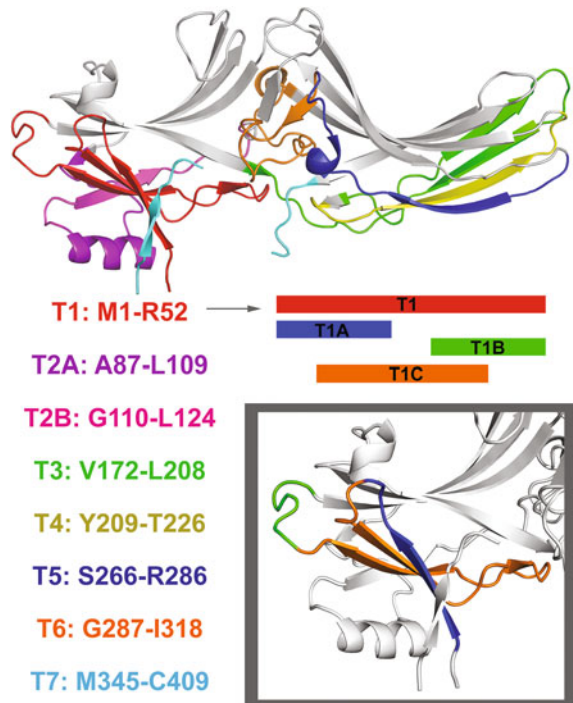 T1: M1-R52
T1
T1A
T1B
T1C
T2A: A87-L109
T2B: G110-L124
T3: V172-L208
T4: Y209-T226
T5: S266-R286
T6: G287-I318
T7: M345-C409